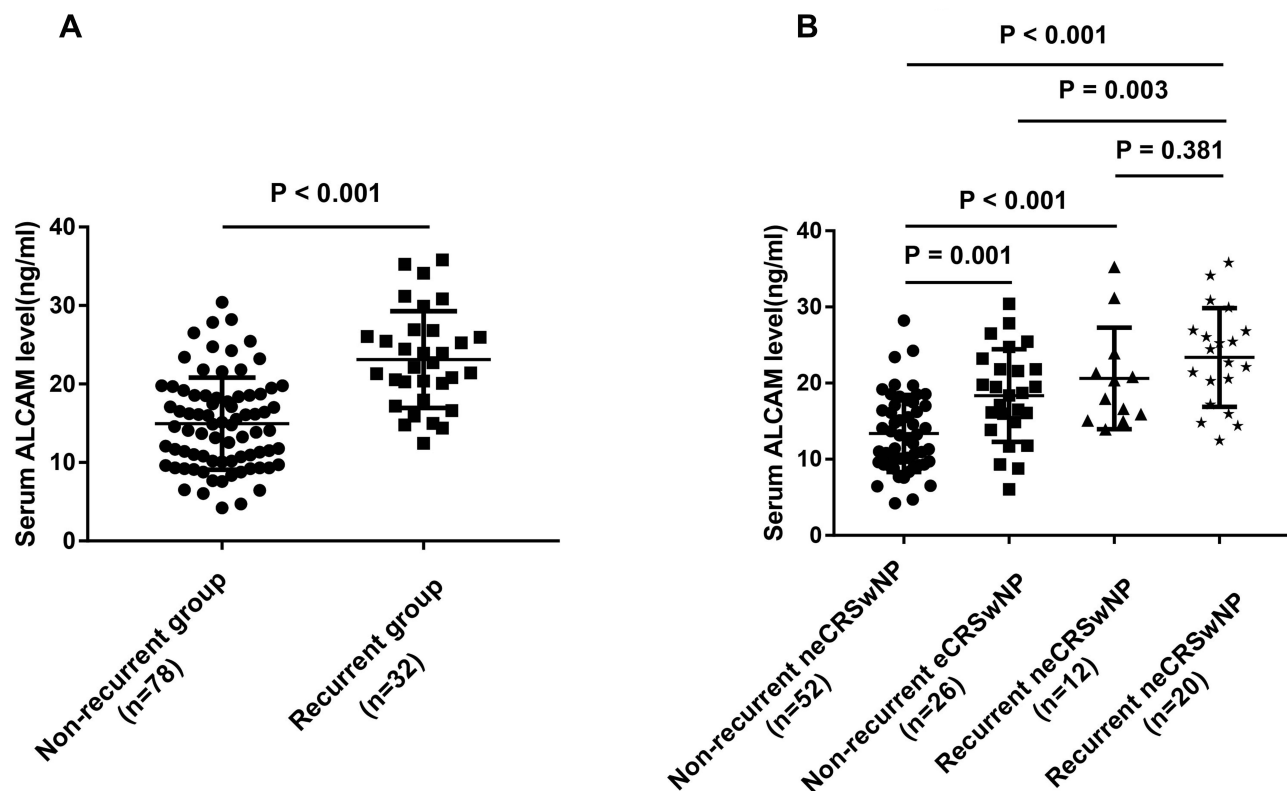 A
P < 0.001
Serum ALCAM level(ng/ml)
40
30
20
10
0
Non-recurrent group
(n=78)
Recurrent group
(n=32)
B
P < 0.001
P = 0.003
P = 0.381
P < 0.001
P = 0.001
Serum ALCAM level(ng/ml)
40
30
20
10
0
Non-recurrent neCRSwNP
(n=52)
Non-recurrent eCRSwNP
(n=26)
Recurrent neCRSwNP
(n=12)
Recurrent neCRSwNP
(n=20)